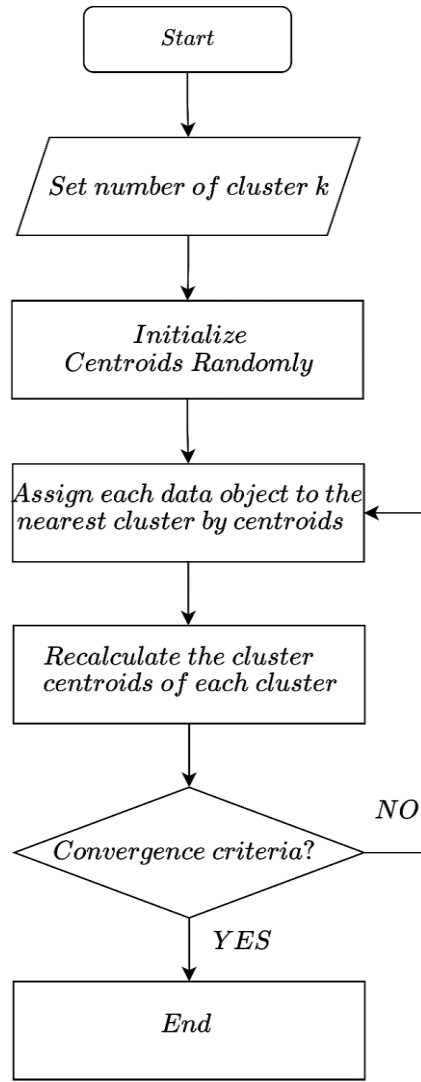 Start
Set number of cluster k
Initialize
Centroids Randomly
Assign each data object to the
nearest cluster by centroids
Recalculate the cluster
centroids of each cluster
Convergence criteria?
NO
YES
End